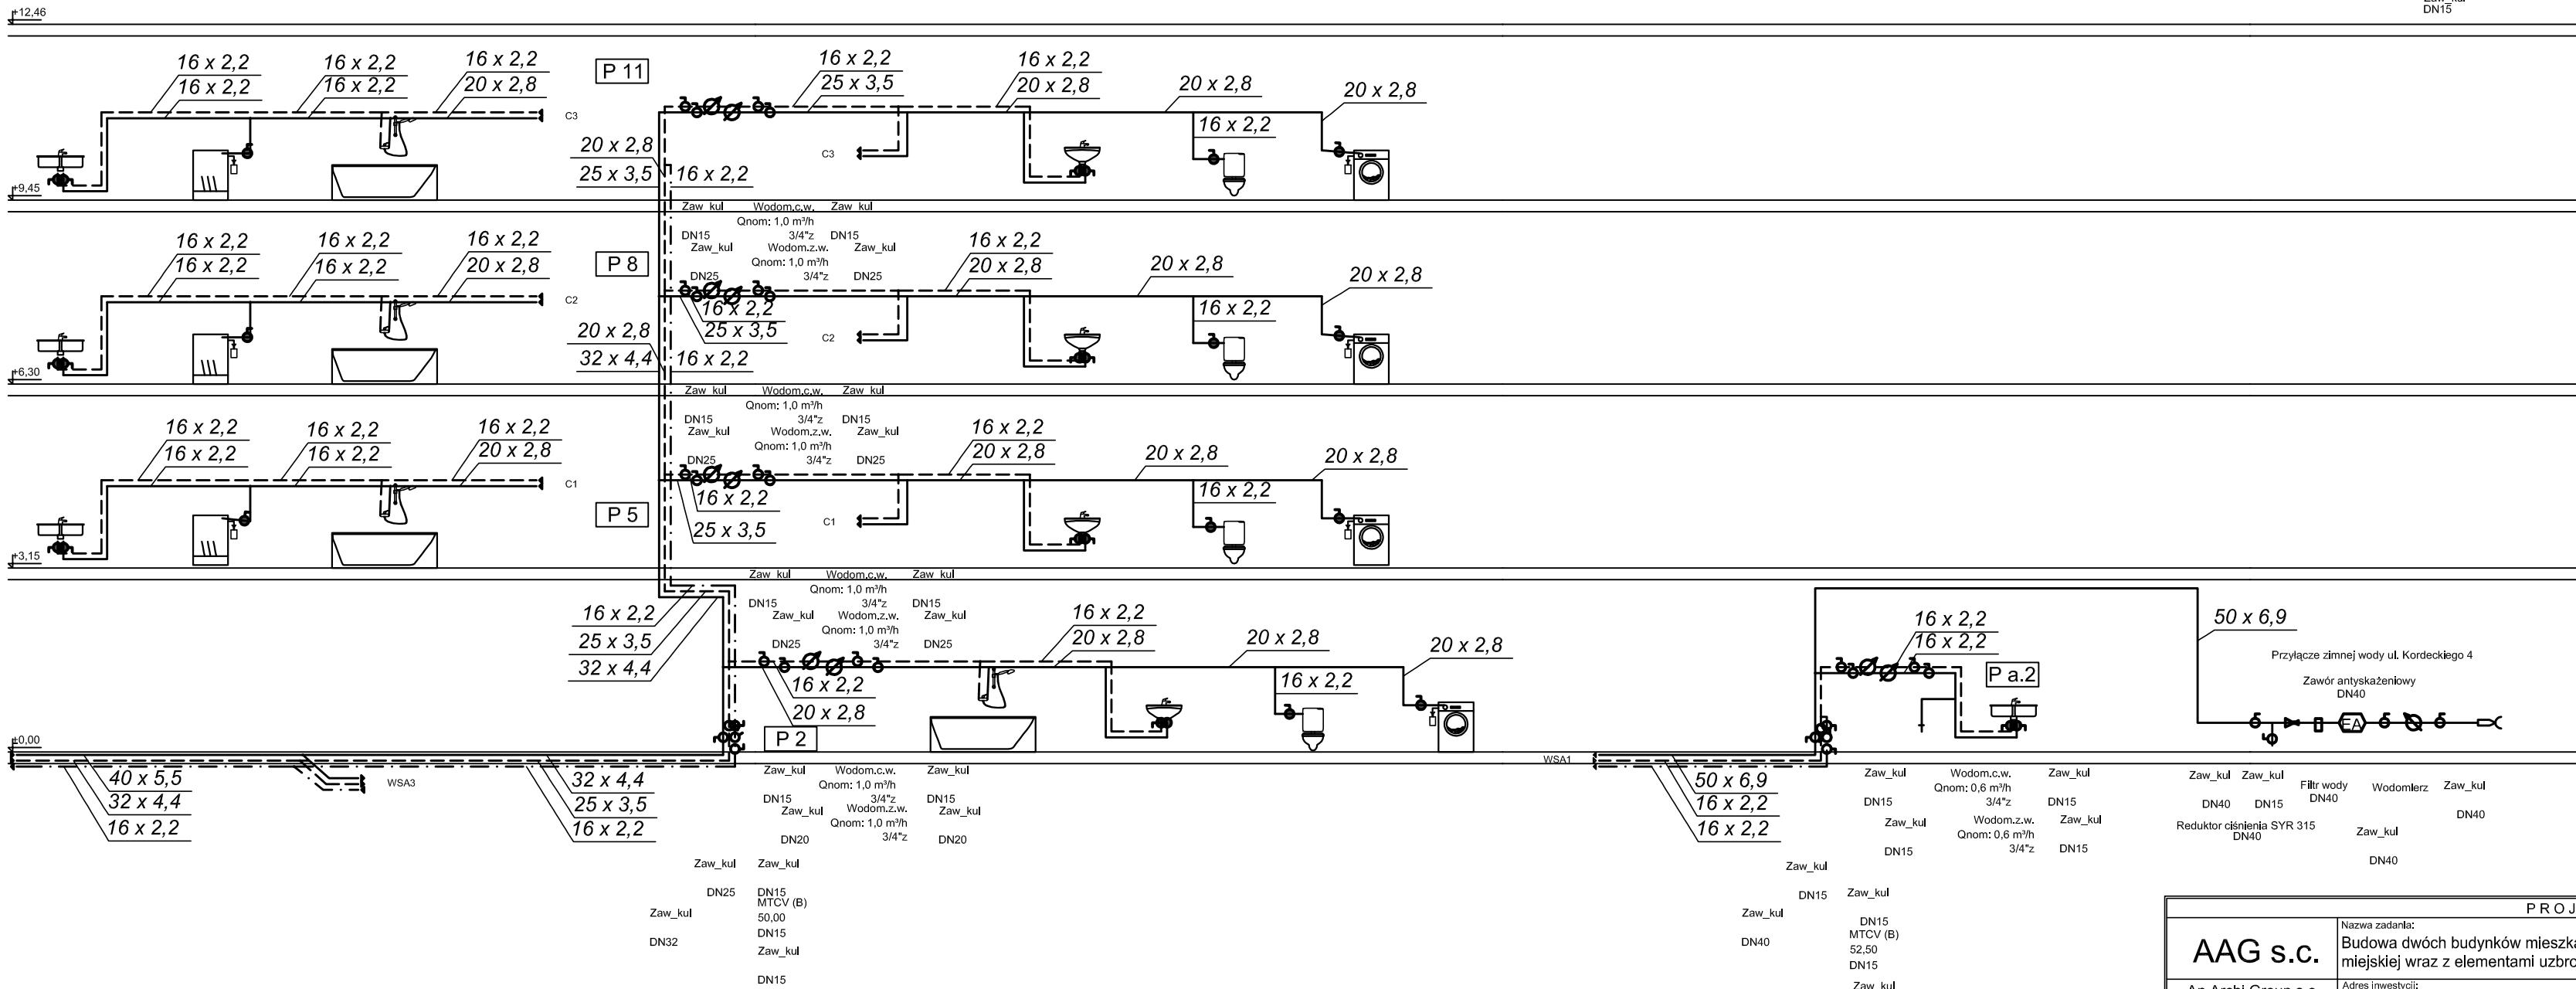 +12,46
DN15
16 x 2,2
16 x 2,2
16 x 2,2
16 x 2,2
16 x 2,2
20 x 2,8
P 11
16 x 2,2
25 x 3,5
16 x 2,2
20 x 2,8
20 x 2,8
20 x 2,8
C3
16 x 2,2
C3
20 x 2,8
25 x 3,5
16 x 2,2
+9,45
Zaw_kul Wodom.c.w. Zaw_kul
Qnom: 1,0 m³/h
DN15 3/4"z DN15
Zaw_kul Wodom.z.w. Zaw_kul
Qnom: 1,0 m³/h
DN25 3/4"z DN25
16 x 2,2
16 x 2,2
16 x 2,2
16 x 2,2
16 x 2,2
20 x 2,8
P 8
16 x 2,2
20 x 2,8
20 x 2,8
20 x 2,8
C2
16 x 2,2
25 x 3,5
16 x 2,2
C2
20 x 2,8
32 x 4,4
16 x 2,2
+6,30
Zaw_kul Wodom.c.w. Zaw_kul
Qnom: 1,0 m³/h
DN15 3/4"z DN15
Zaw_kul Wodom.z.w. Zaw_kul
Qnom: 1,0 m³/h
DN25 3/4"z DN25
16 x 2,2
16 x 2,2
16 x 2,2
16 x 2,2
16 x 2,2
20 x 2,8
16 x 2,2
20 x 2,8
20 x 2,8
20 x 2,8
C1
P 5
16 x 2,2
25 x 3,5
C1
16 x 2,2
+3,15
Zaw_kul Wodom.c.w. Zaw_kul
Qnom: 1,0 m³/h
DN15 3/4"z DN15
Zaw_kul Wodom.z.w. Zaw_kul
Qnom: 1,0 m³/h
DN25 3/4"z DN25
16 x 2,2
25 x 3,5
32 x 4,4
16 x 2,2
20 x 2,8
20 x 2,8
20 x 2,8
16 x 2,2
20 x 2,8
16 x 2,2
P 2
16 x 2,2
16 x 2,2
P a.2
50 x 6,9
Przyłącze zimnej wody ul. Kordeckiego 4
Zawór antyskażeniowy
DN40
EA
±0,00
40 x 5,5
32 x 4,4
16 x 2,2
WSA3
32 x 4,4
25 x 3,5
16 x 2,2
Zaw_kul Wodom.c.w. Zaw_kul
Qnom: 1,0 m³/h
DN15 3/4"z DN15
Zaw_kul Wodom.z.w. Zaw_kul
Qnom: 1,0 m³/h
DN20 3/4"z DN20
Zaw_kul Zaw_kul
DN25 DN15
MTCV (B)
Zaw_kul 50,00
DN32 DN15
Zaw_kul
DN15
WSA1
50 x 6,9
16 x 2,2
16 x 2,2
Zaw_kul Wodom.c.w. Zaw_kul
Qnom: 0,6 m³/h
DN15 3/4"z DN15
Zaw_kul Wodom.z.w. Zaw_kul
Qnom: 0,6 m³/h
DN15 3/4"z DN15
Zaw_kul
DN15 Zaw_kul
Zaw_kul DN15
DN40 MTCV (B)
52,50
DN15
Zaw_kul
Zaw_kul Zaw_kul Filtr wody Wodomierz Zaw_kul
DN40 DN15 DN40 DN40
Reduktor ciśnienia SYR 315 Zaw_kul
DN40 DN40
PROJ
AAG s.c.
Nazwa zadania:
Budowa dwóch budynków mieszka
miejskiej wraz z elementami uzbro
Adres inwestycji: